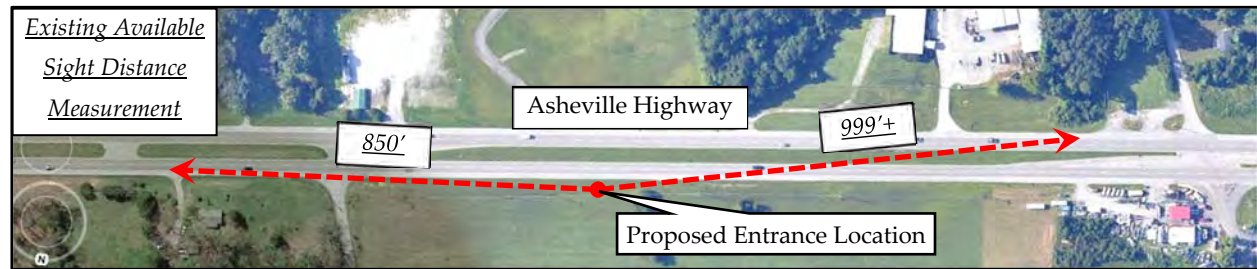 Existing Available
Sight Distance
Measurement
Asheville Highway
850'
999'+
Proposed Entrance Location
N